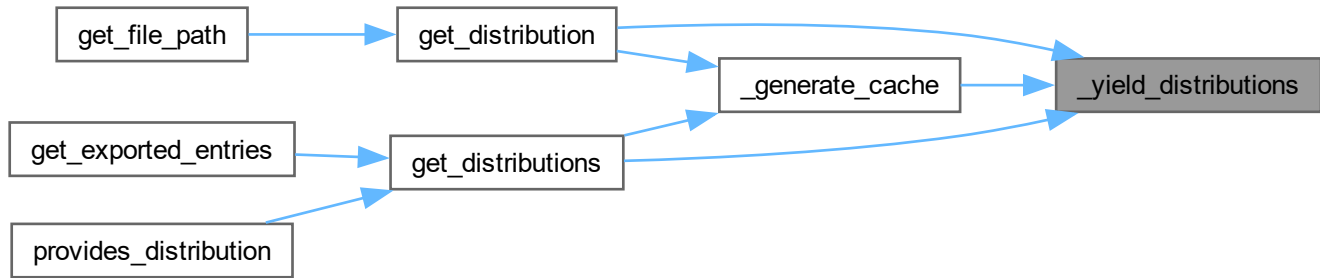 get_file_path
get_distribution
_generate_cache
_yield_distributions
get_exported_entries
get_distributions
provides_distribution